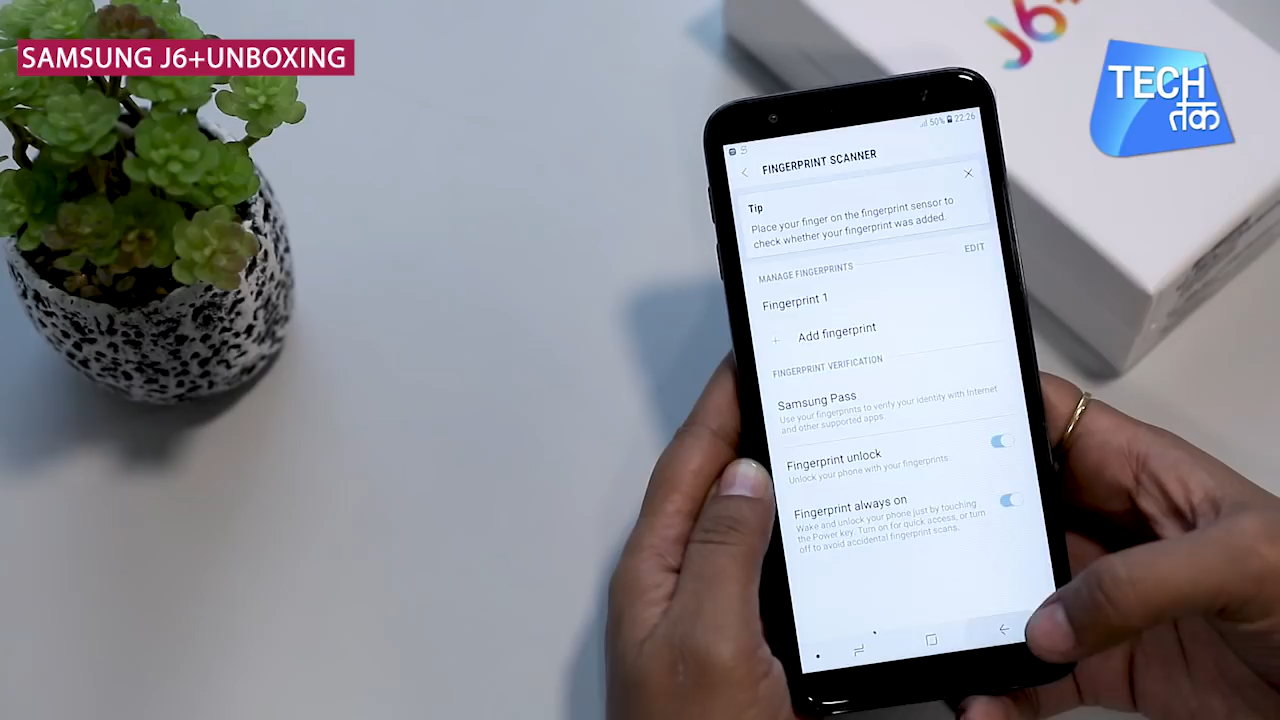 SAMSUNG J6+UNBOXING
J6+
TECH
तक
50% 22:26
FINGERPRINT SCANNER
Tip
Place your finger on the fingerprint sensor to
check whether your fingerprint was added.
MANAGE FINGERPRINTS
EDIT
Fingerprint 1
+ Add fingerprint
FINGERPRINT VERIFICATION
Samsung Pass
Use your fingerprints to verify your identity with Internet
and other supported apps.
Fingerprint unlock
Unlock your phone with your fingerprints.
Fingerprint always on
Wake and unlock your phone just by touching
the Power key. Turn on for quick access, or turn
off to avoid accidental fingerprint scans.